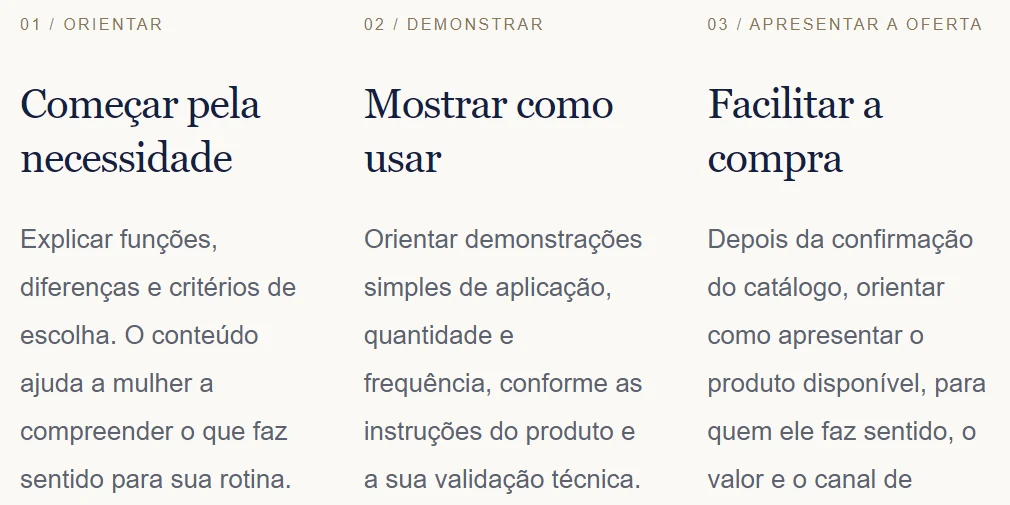 01 / ORIENTAR
Começar pela
necessidade
Explicar funções,
diferenças e critérios de
escolha. O conteúdo
ajuda a mulher a
compreender o que faz
sentido para sua rotina.
02 / DEMONSTRAR
Mostrar como
usar
Orientar demonstrações
simples de aplicação,
quantidade e
frequência, conforme as
instruções do produto e
a sua validação técnica.
03 / APRESENTAR A OFERTA
Facilitar a
compra
Depois da confirmação
do catálogo, orientar
como apresentar o
produto disponível, para
quem ele faz sentido, o
valor e o canal de